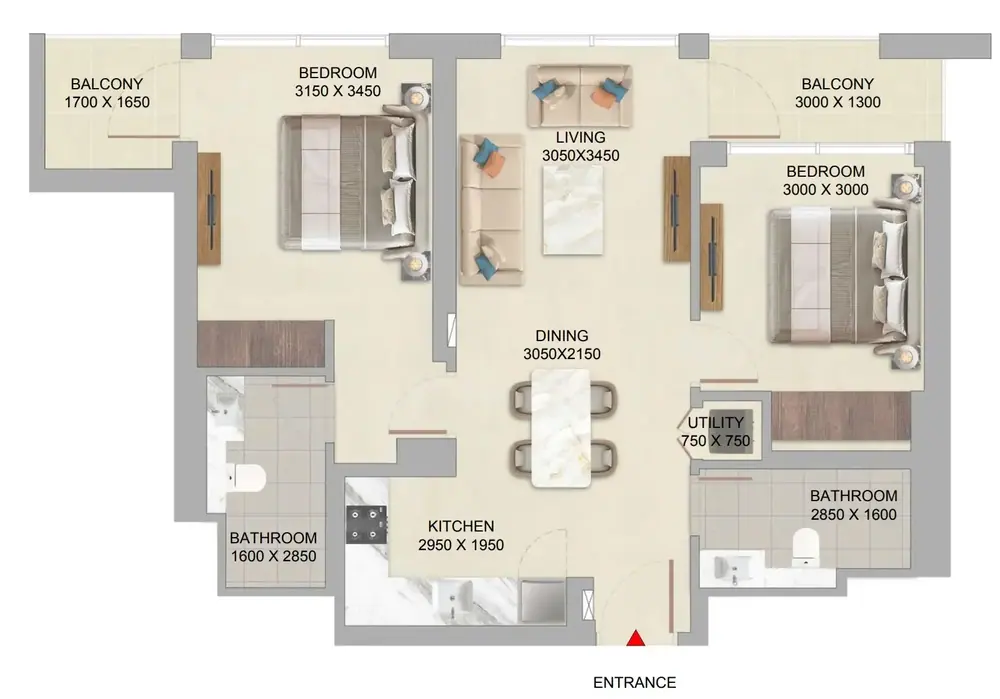 BALCONY
1700 X 1650
BEDROOM
3150 X 3450
LIVING
3050X3450
BALCONY
3000 X 1300
BEDROOM
3000 X 3000
DINING
3050X2150
UTILITY
750 X 750
BATHROOM
1600 X 2850
KITCHEN
2950 X 1950
BATHROOM
2850 X 1600
ENTRANCE